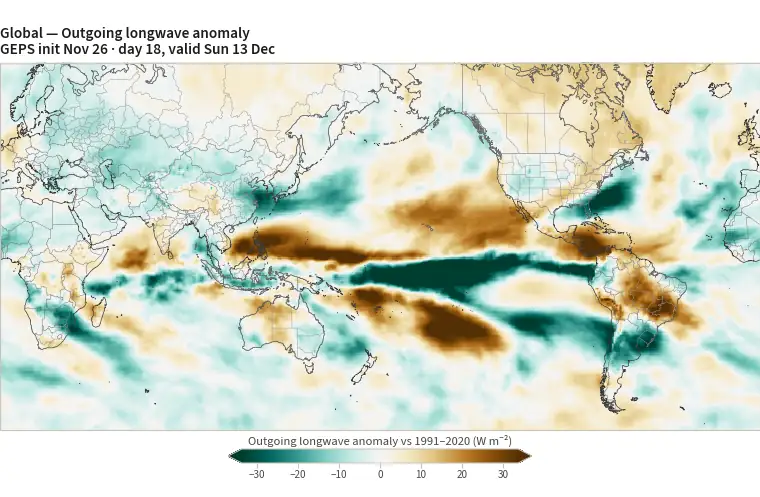 Global — Outgoing longwave anomaly
GEPS init Nov 26 · day 18, valid Sun 13 Dec
Outgoing longwave anomaly vs 1991–2020 (W m⁻²)
−30 −20 −10 0 10 20 30